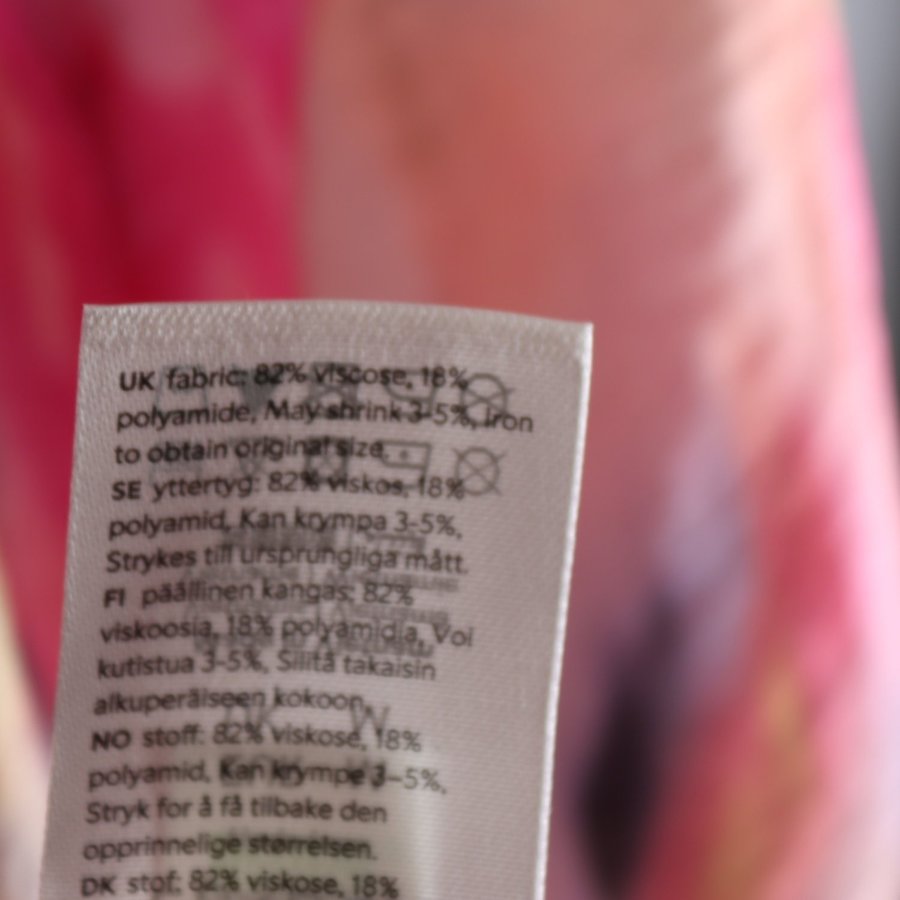 UK fabric: 82% viscose, 18%
polyamide, May shrink 3-5%, Iron
to obtain original size.
SE yttertyg: 82% viskos, 18%
polyamid, Kan krympa 3-5%,
Strykes till ursprungliga mått.
FI päällinen kangas: 82%
viskoosia, 18% polyamidia, Voi
kutistua 3-5%, Silitä takaisin
alkuperäiseen kokoon,
NO stoff: 82% viskose, 18%
polyamid, Kan krympe 3–5%,
Stryk for å få tilbake den
opprinnelige størrelsen.
DK stof: 82% viskose, 18%